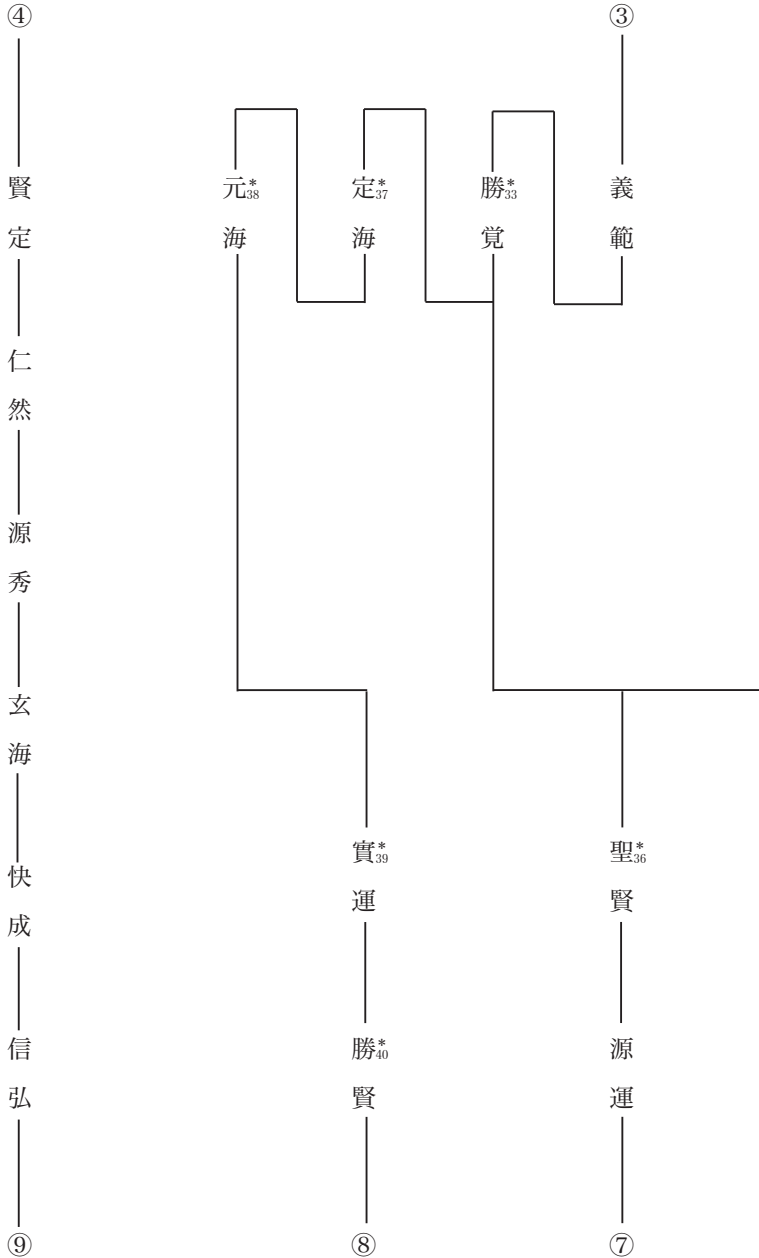 ③
義範
勝*33覚
定*37海
元*38海
聖*36賢
源運
⑦
實*39運
勝*40賢
⑧
④
賢定
仁然
源秀
玄海
快成
信弘
⑨